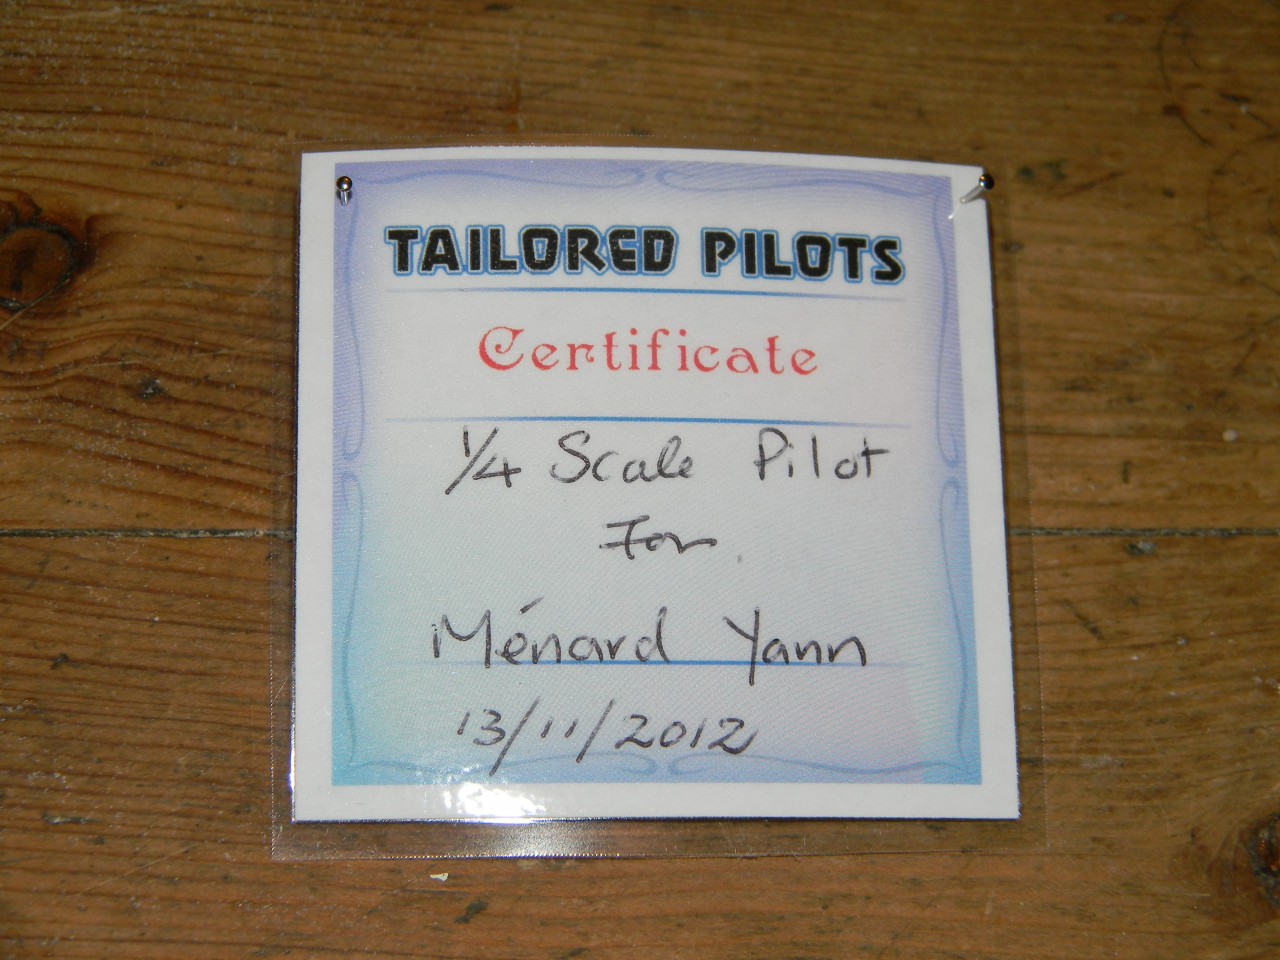 TAILORED PILOTS
Certificate
1/4 Scale Pilot
For
Ménard Yann
13/11/2012